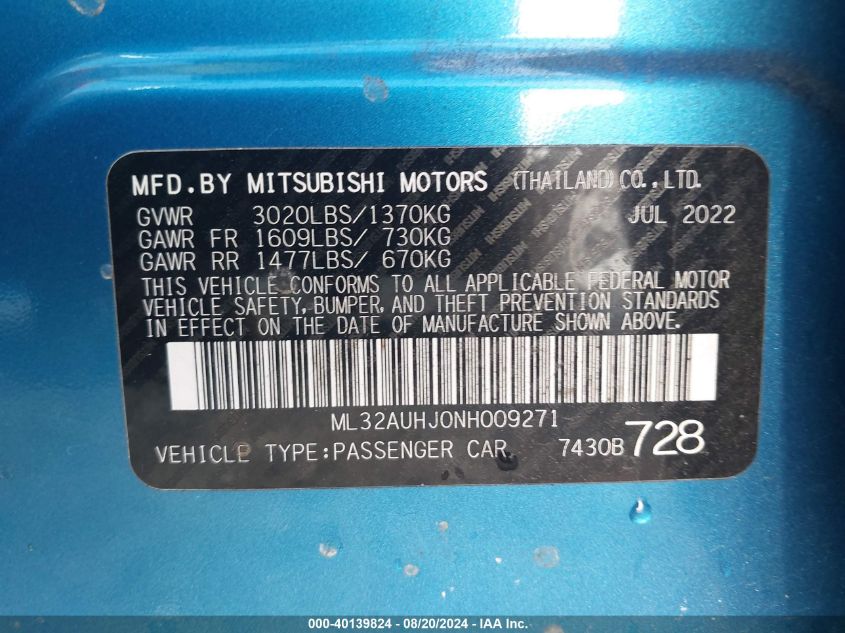 MFD.BY MITSUBISHI MOTORS (THAILAND) CO., LTD.
GVWR 3020LBS/1370KG JUL 2022
GAWR FR 1609LBS/ 730KG
GAWR RR 1477LBS/ 670KG
THIS VEHICLE CONFORMS TO ALL APPLICABLE FEDERAL MOTOR
VEHICLE SAFETY, BUMPER, AND THEFT PREVENTION STANDARDS
IN EFFECT ON THE DATE OF MANUFACTURE SHOWN ABOVE.
ML32AUHJ0NH009271
VEHICLE TYPE:PASSENGER CAR 7430B 728
000-40139824 — 08/20/2024 — IAA Inc.